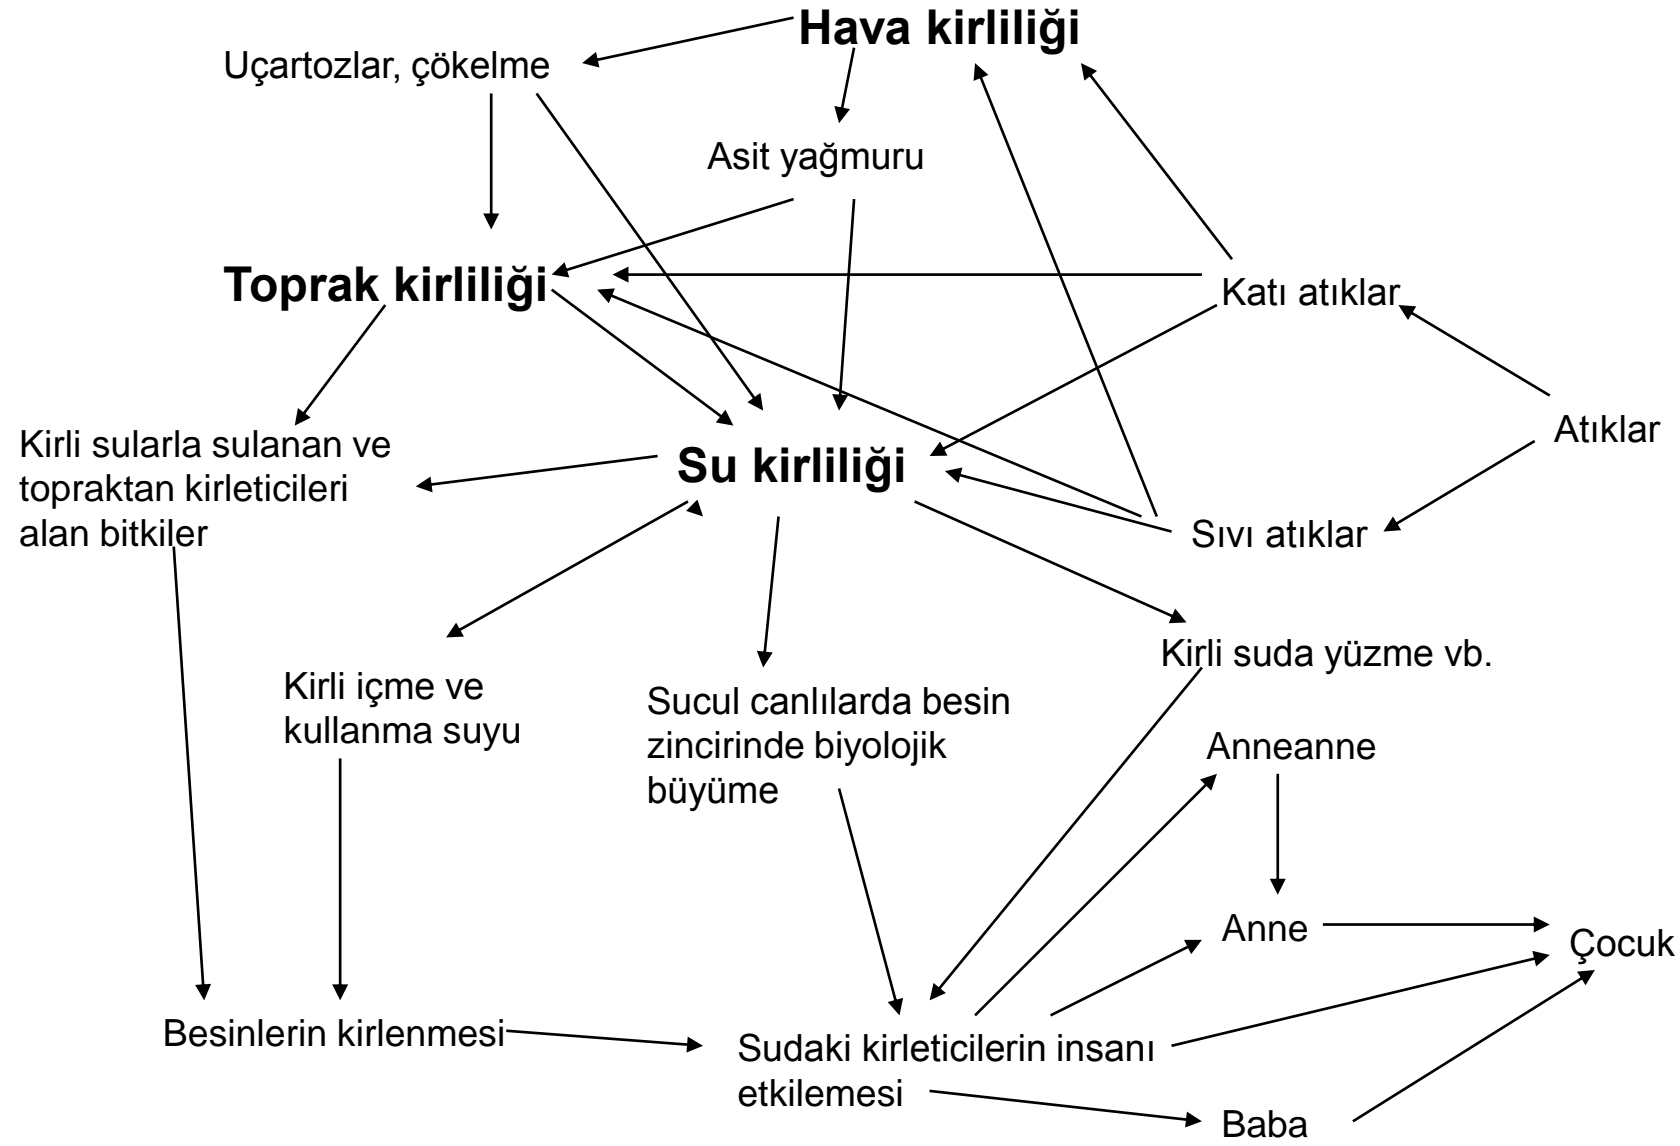 Hava kirliliği
Uçartozlar, çökelme
Asit yağmuru
Toprak kirliliği
Katı atıklar
Atıklar
Kirli sularla sulanan ve
topraktan kirleticileri
alan bitkiler
Su kirliliği
Sıvı atıklar
Kirli suda yüzme vb.
Kirli içme ve
kullanma suyu
Sucul canlılarda besin
zincirinde biyolojik
büyüme
Anneanne
Anne
Çocuk
Besinlerin kirlenmesi
Sudaki kirleticilerin insanı
etkilemesi
Baba